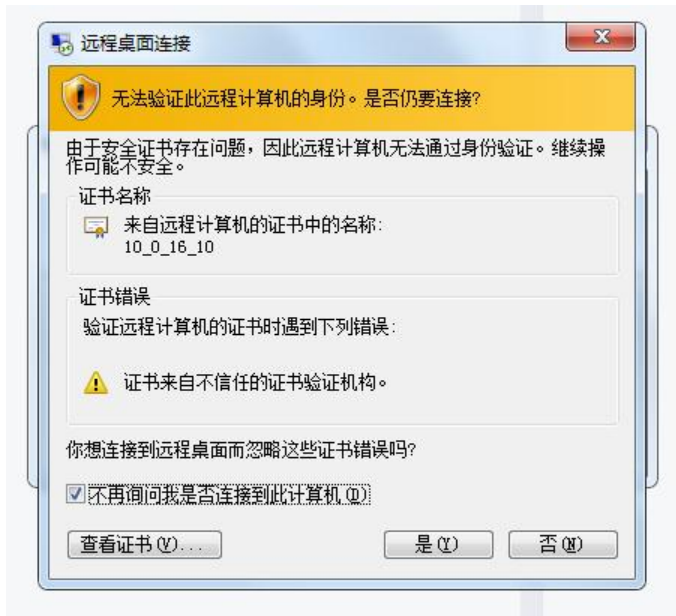 远程桌面连接
无法验证此远程计算机的身份。是否仍要连接?
由于安全证书存在问题，因此远程计算机无法通过身份验证。继续操
作可能不安全。
证书名称
来自远程计算机的证书中的名称:
10_0_16_10
证书错误
验证远程计算机的证书时遇到下列错误:
证书来自不信任的证书验证机构。
你想连接到远程桌面而忽略这些证书错误吗?
不再询问我是否连接到此计算机(D)
查看证书(V)... 是(Y) 否(N)